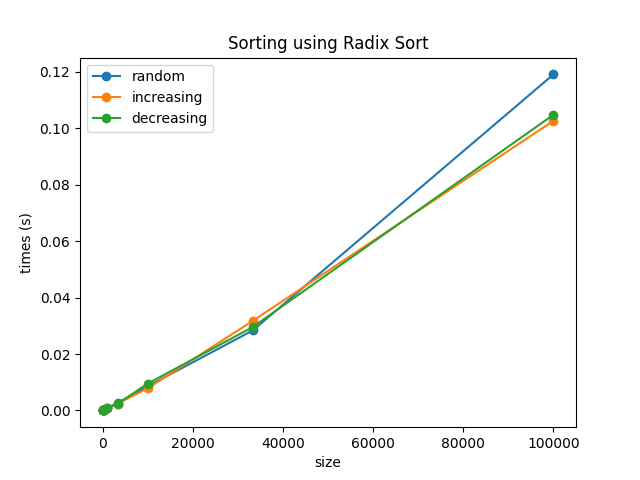 Sorting using Radix Sort
random
increasing
decreasing
0.12
0.10
0.08
0.06
0.04
0.02
0.00
times (s)
0 20000 40000 60000 80000 100000
size